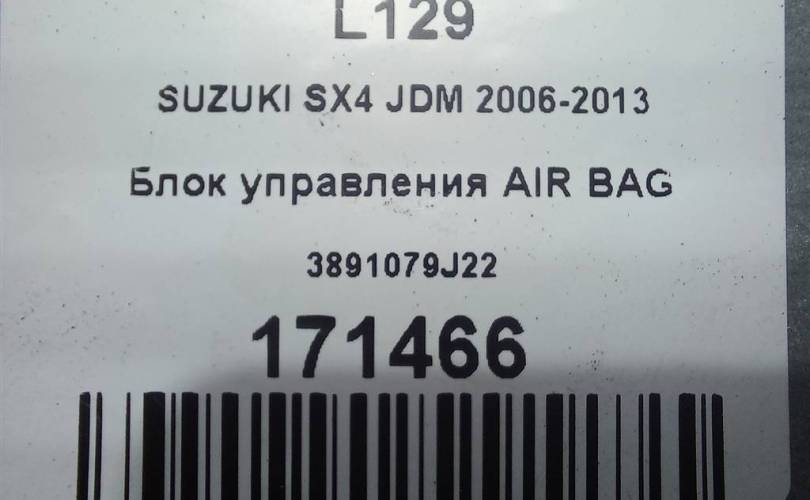 L129
SUZUKI SX4 JDM 2006-2013
Блок управления AIR BAG
3891079J22
171466